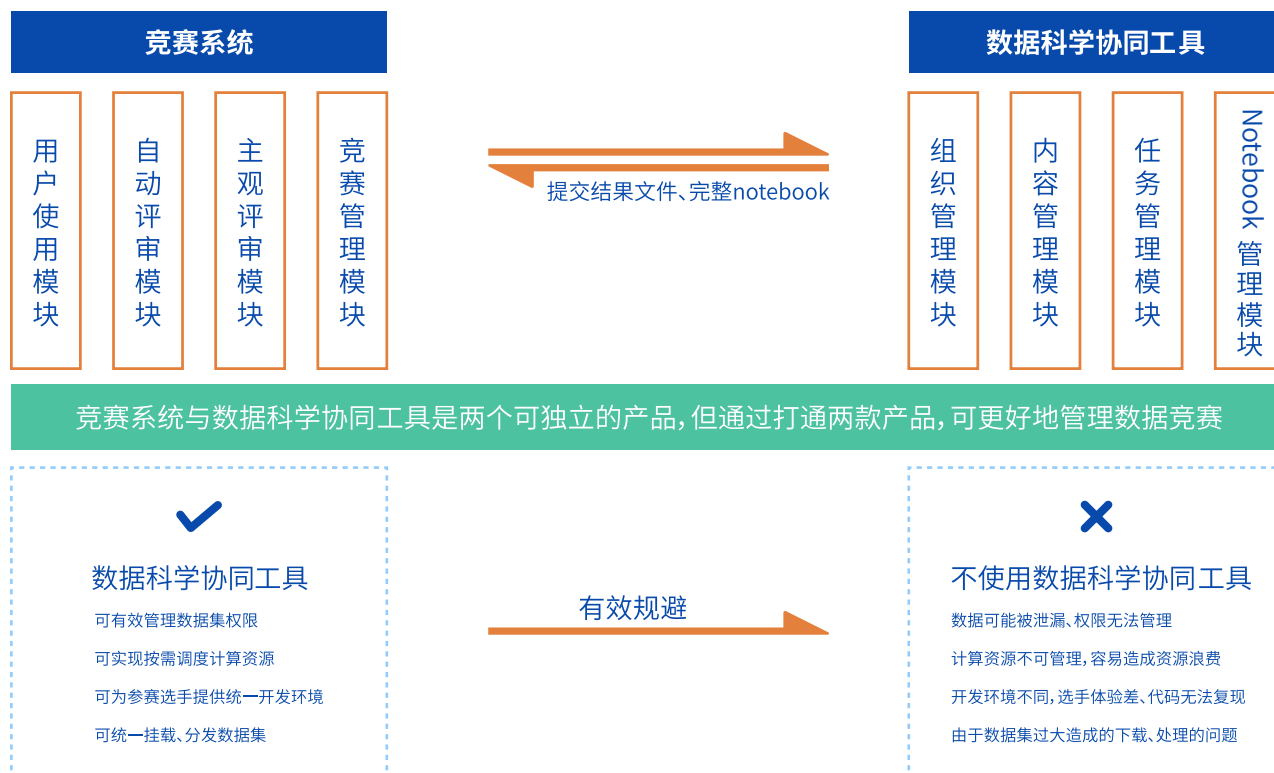 竞赛系统
数据科学协同工具
用户使用模块
自动评审模块
主观评审模块
竞赛管理模块
提交结果文件、完整notebook
组织管理模块
内容管理模块
任务管理模块
Notebook 管理模块
竞赛系统与数据科学协同工具是两个可独立的产品，但通过打通两款产品，可更好地管理数据竞赛
数据科学协同工具
可有效管理数据集权限
可实现按需调度计算资源
可为参赛选手提供统一开发环境
可统一挂载、分发数据集
有效规避
不使用数据科学协同工具
数据可能被泄漏、权限无法管理
计算资源不可管理，容易造成资源浪费
开发环境不同，选手体验差、代码无法复现
由于数据集过大造成的下载、处理的问题